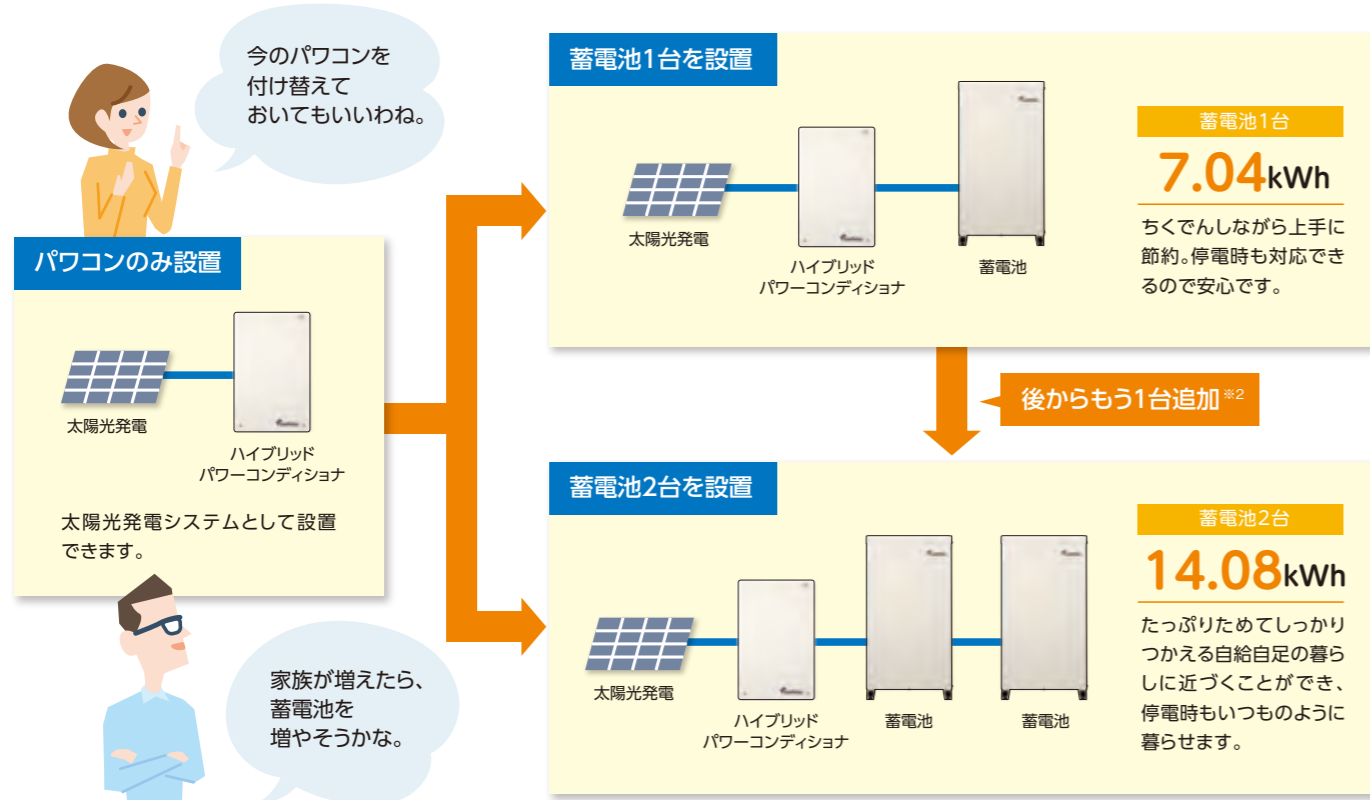 今のパワコンを
付け替えて
おいてもいいわね。
パワコンのみ設置
太陽光発電
ハイブリッド
パワーコンディショナ
太陽光発電システムとして設置
できます。
家族が増えたら、
蓄電池を
増やそうかな。
蓄電池1台を設置
太陽光発電
ハイブリッド
パワーコンディショナ
蓄電池
蓄電池1台
7.04kWh
ちくでんしながら上手に
節約。停電時も対応でき
るので安心です。
後からもう1台追加※2
蓄電池2台を設置
太陽光発電
ハイブリッド
パワーコンディショナ
蓄電池
蓄電池
蓄電池2台
14.08kWh
たっぷりためてしっかり
つかえる自給自足の暮ら
しに近づくことができ、
停電時もいつものように
暮らせます。